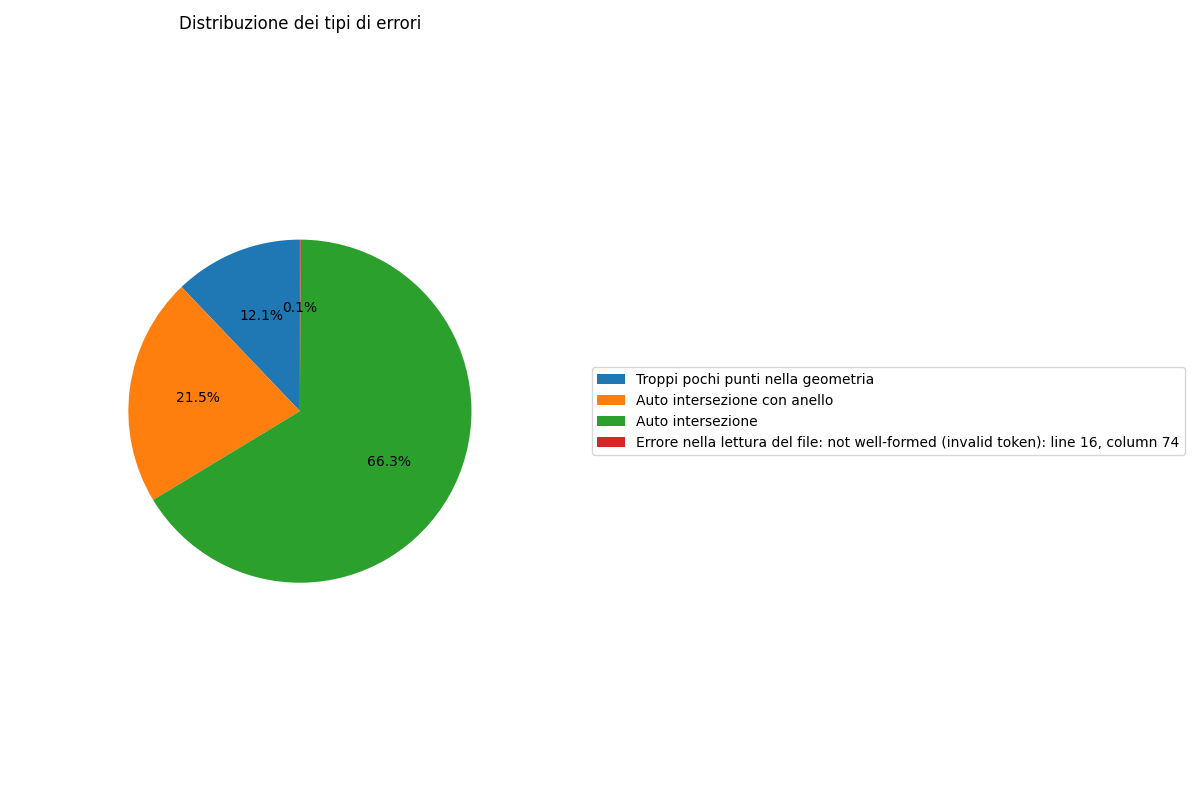 Distribuzione dei tipi di errori
12.1%
0.1%
21.5%
66.3%
Troppi pochi punti nella geometria
Auto intersezione con anello
Auto intersezione
Errore nella lettura del file: not well-formed (invalid token): line 16, column 74